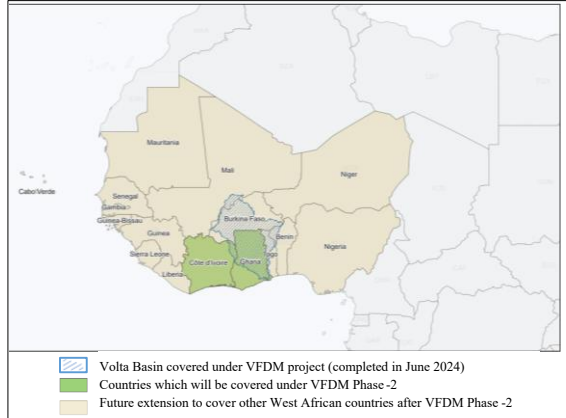 Mauritania
Mali
Niger
Cabo Verde
Senegal
Gambia
Guinea-Bissau
Burkina Faso
Guinea
Benin
Nigeria
Sierra Leone
Côte d'Ivoire
Ghana
Togo
Liberia
Volta Basin covered under VFDM project (completed in June 2024)
Countries which will be covered under VFDM Phase -2
Future extension to cover other West African countries after VFDM Phase -2